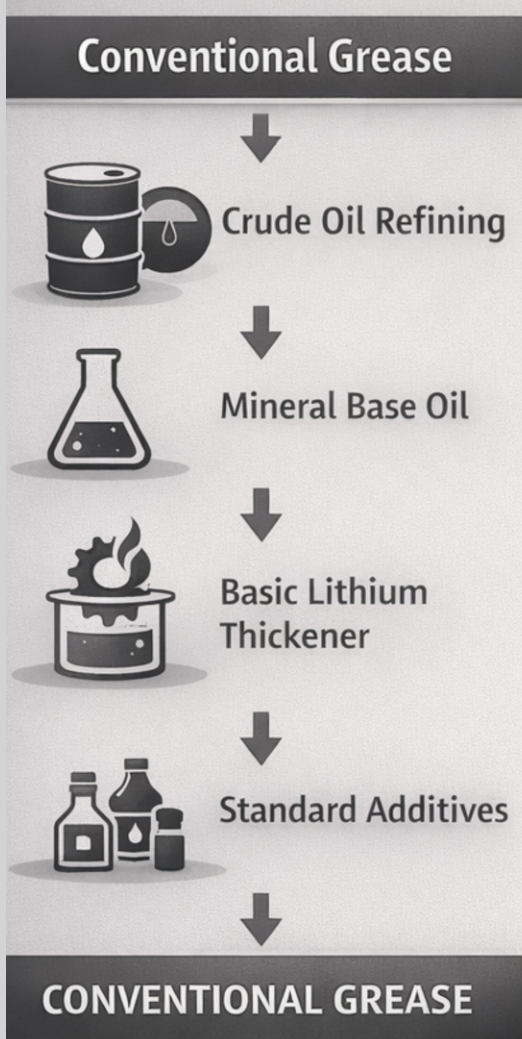 Conventional Grease
Crude Oil Refining
Mineral Base Oil
Basic Lithium
Thickener
Standard Additives
CONVENTIONAL GREASE